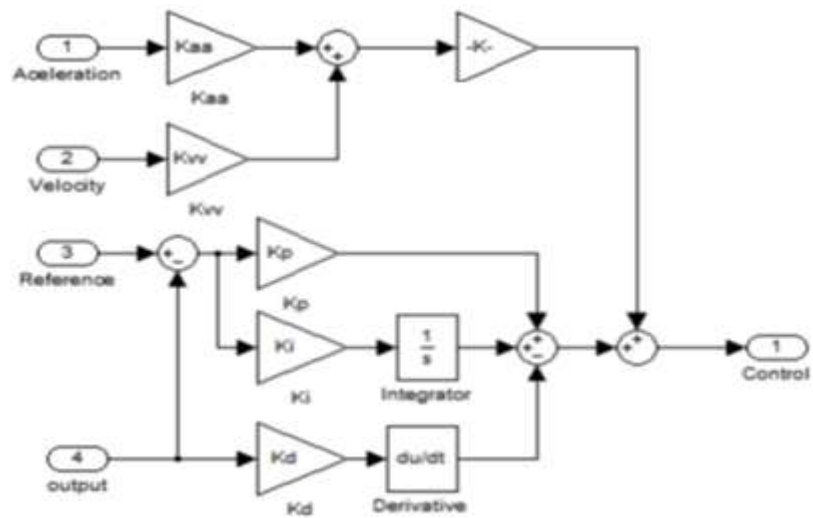 1
Aceleration
Kaa
Kaa
-K-
2
Velocity
Kvv
Kvv
3
Reference
Kp
Kp
Ki
Ki
1
s
Integrator
1
Control
4
output
Kd
Kd
du/dt
Derivative